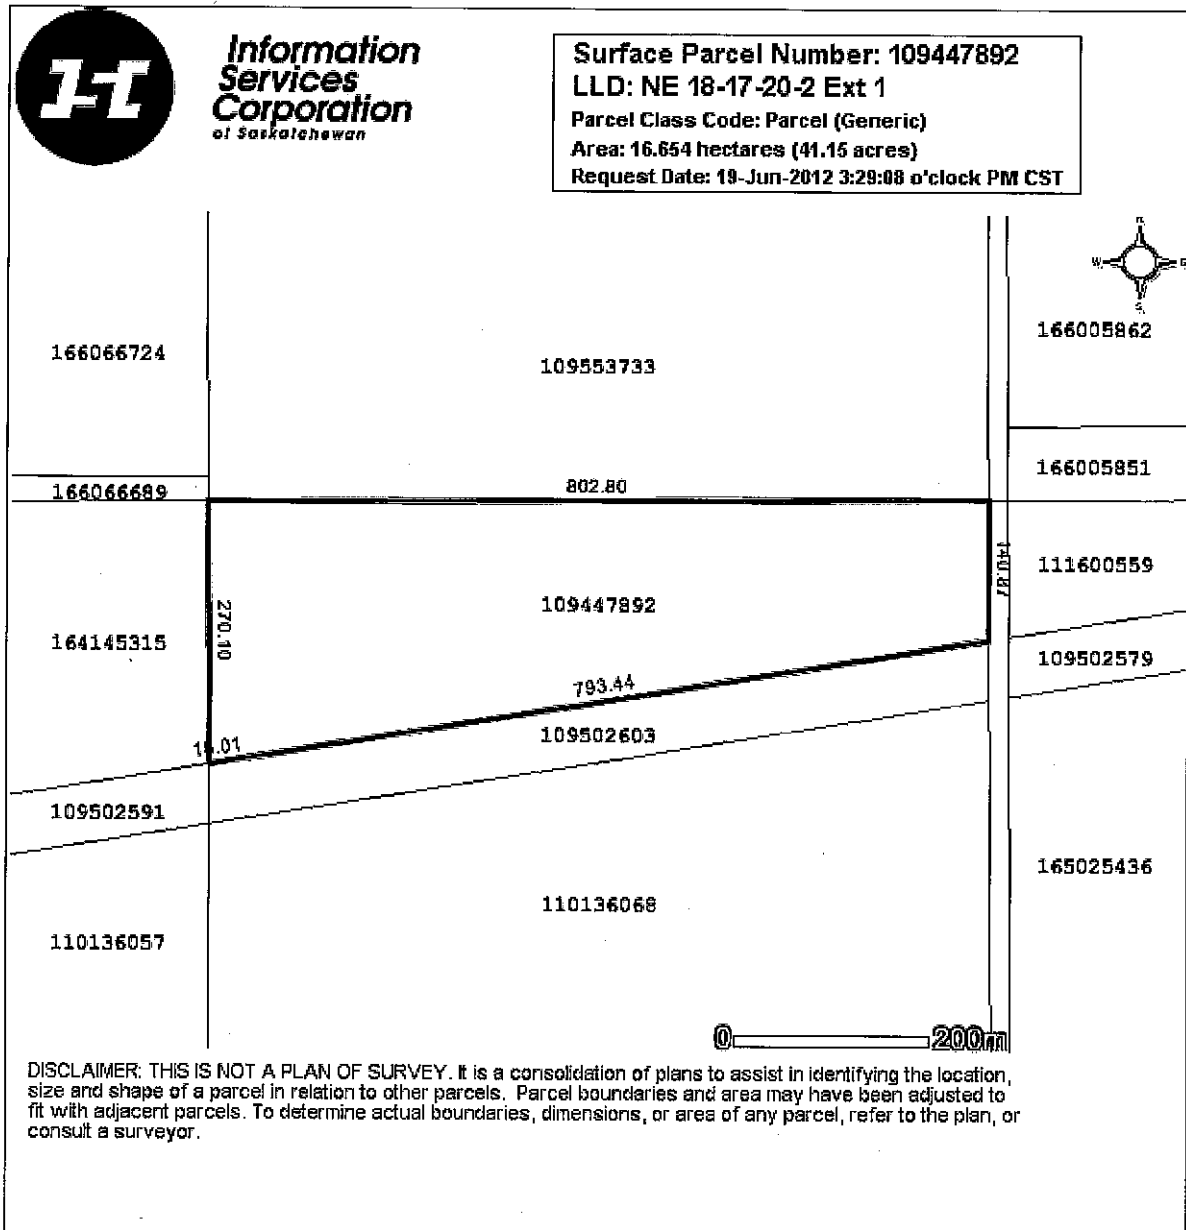 Information
Services
Corporation
of Saskatchewan
Surface Parcel Number: 109447892
LLD: NE 18-17-20-2 Ext 1
Parcel Class Code: Parcel (Generic)
Area: 16.654 hectares (41.15 acres)
Request Date: 19-Jun-2012 3:29:08 o'clock PM CST
N
W E
S
166066724
109553733
166005862
166005851
166066689
802.80
111600559
270.10
109447892
164145315
109502579
793.44
109502603
109502591
165025436
110136068
110136057
0 200m
DISCLAIMER: THIS IS NOT A PLAN OF SURVEY. It is a consolidation of plans to assist in identifying the location,
size and shape of a parcel in relation to other parcels. Parcel boundaries and area may have been adjusted to
fit with adjacent parcels. To determine actual boundaries, dimensions, or area of any parcel, refer to the plan, or
consult a surveyor.